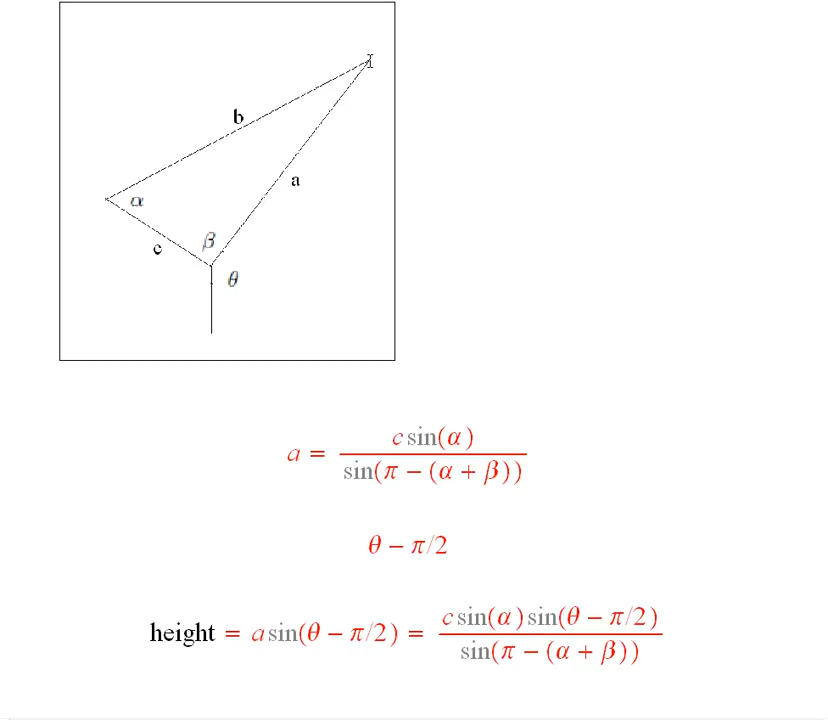 b
a
α
β
c
θ
a = c sin(α) / sin(π − (α + β))
θ − π/2
height = a sin(θ − π/2) = c sin(α) sin(θ − π/2) / sin(π − (α + β))